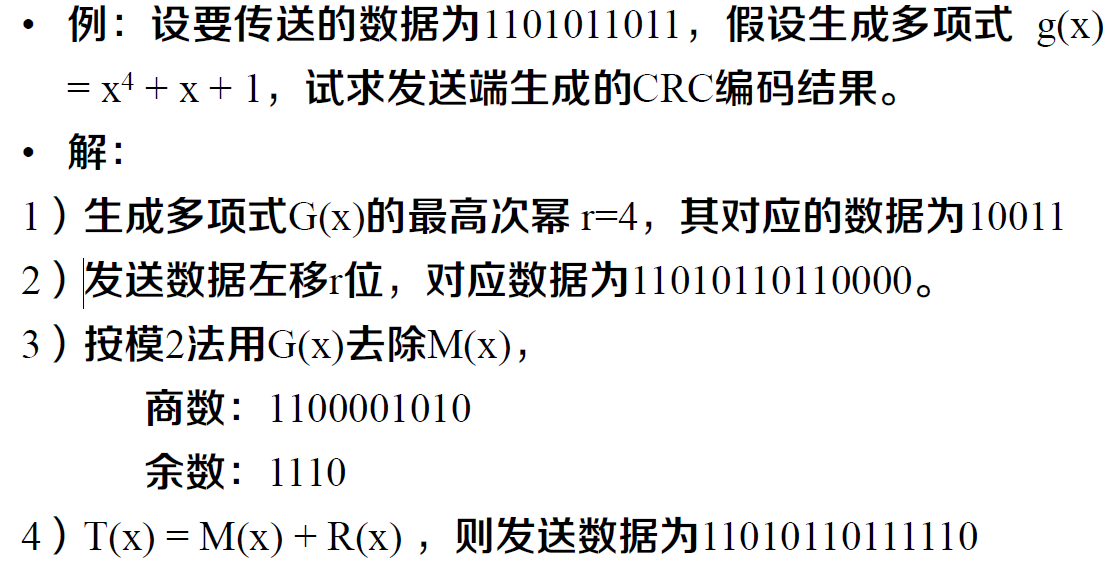 • 例：设要传送的数据为1101011011，假设生成多项式 g(x)
= x⁴ + x + 1，试求发送端生成的CRC编码结果。
• 解：
1）生成多项式G(x)的最高次幂 r=4，其对应的数据为10011
2）发送数据左移r位，对应数据为11010110110000。
3）按模2法用G(x)去除M(x)，
商数：1100001010
余数：1110
4）T(x) = M(x) + R(x) ，则发送数据为11010110111110